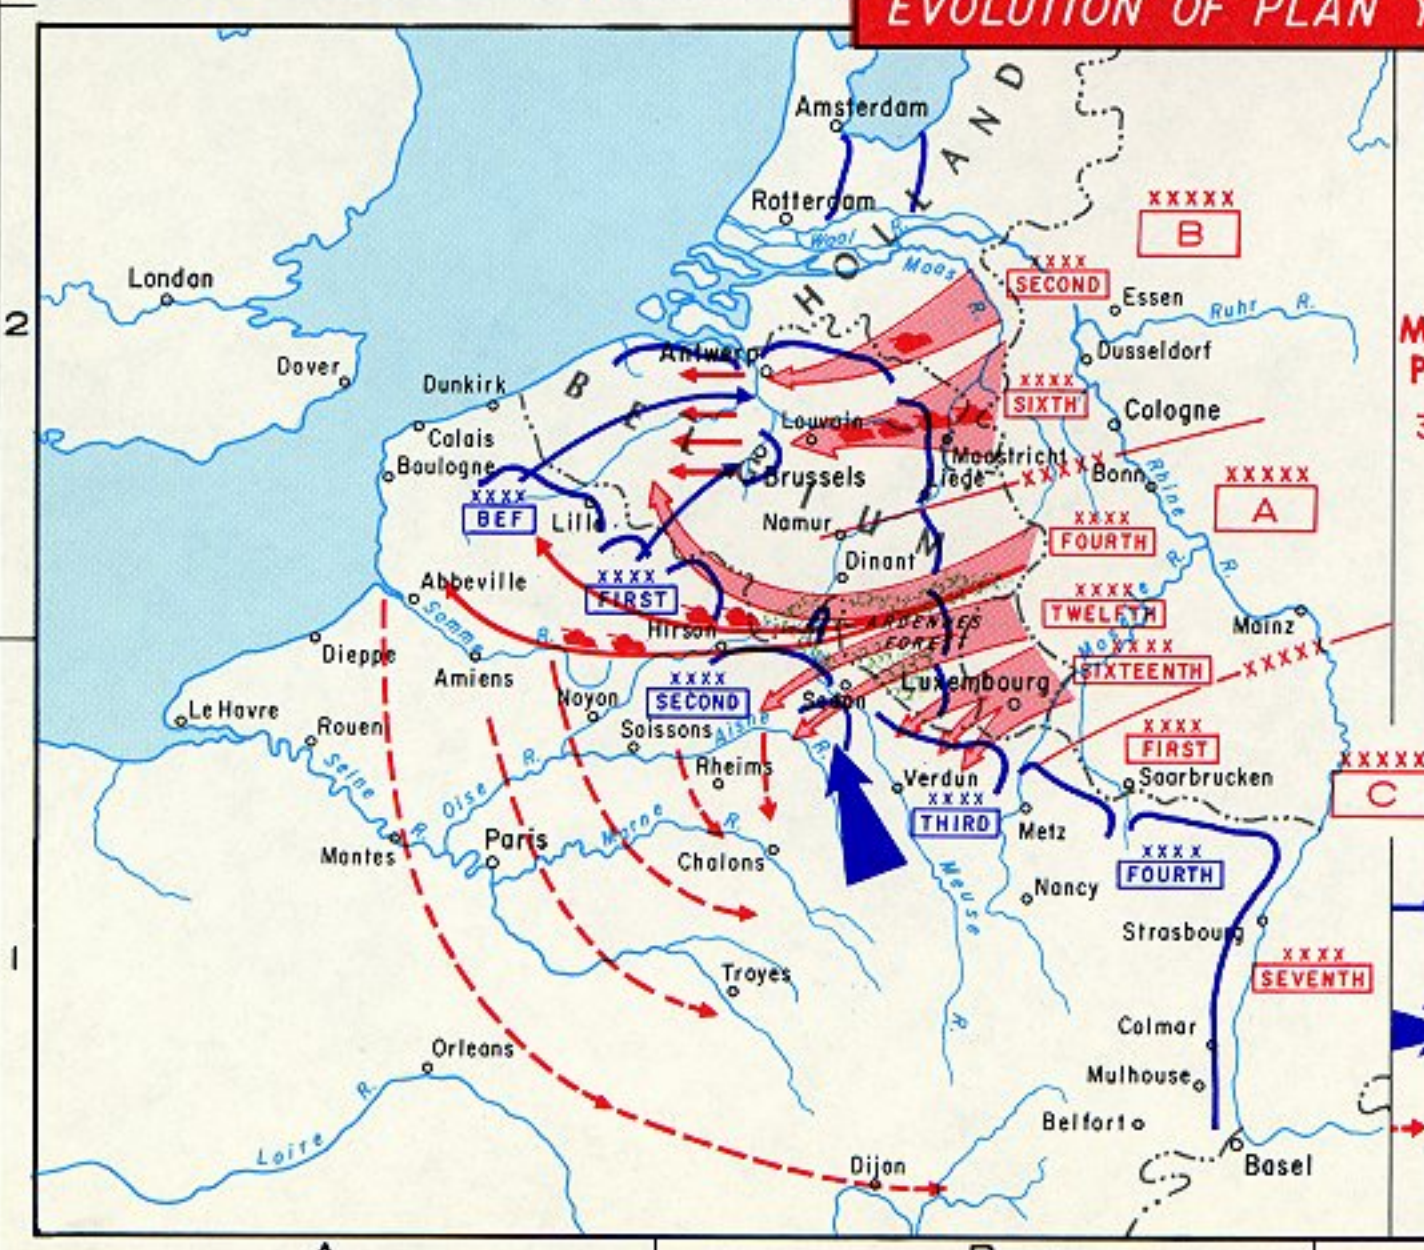 EVOLUTION OF PLAN Y
HOLLAND
Amsterdam
Rotterdam
Waal R.
Maas R.
XXXXX
B
XXXX
SECOND
Essen
Ruhr R.
London
2
Dover
Dunkirk
Antwerp
Dusseldorf
Calais
BELGIUM
XXXX
SIXTH
Cologne
Boulogne
Louvain
Maastricht
XXXXX
Bonn
Rhine R.
Brussels
Liege
XXXXX
A
XXXX
BEF
Lille
Namur
XXXX
FOURTH
Dinant
Abbeville
XXXX
FIRST
XXXX
TWELFTH
Moselle R.
Somme R.
Hirson
ARDENNES
FOREST
Mainz
Dieppe
Amiens
XXXX
SIXTEENTH
XXXXX
Noyon
XXXX
SECOND
Sedan
Luxembourg
Le Havre
Rouen
Soissons
Aisne R.
XXXX
FIRST
Seine R.
Oise R.
Rheims
Verdun
Saarbrucken
XXXXX
C
XXXX
THIRD
Metz
Mantes
Paris
Marne R.
Chalons
XXXX
FOURTH
Nancy
Meuse R.
Strasbourg
1
Troyes
XXXX
SEVENTH
Colmar
Orleans
Mulhouse
Belfort
Loire R.
Dijon
Basel
M
P
3